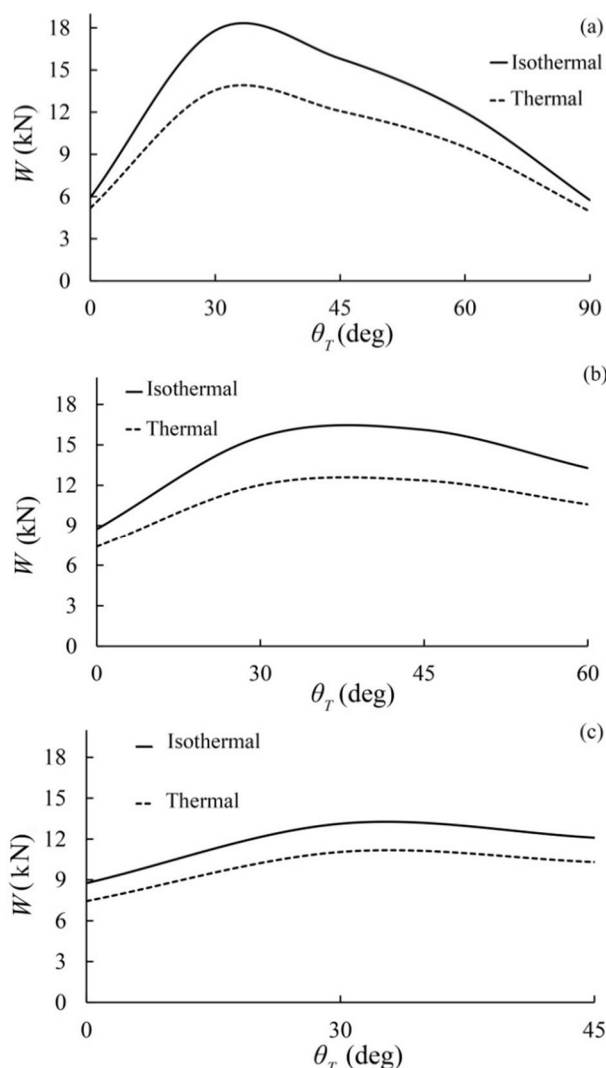 (a)
18
15
12
9
6
3
0
W (kN)
Isothermal
Thermal
0 30 45 60 90
θT (deg)
(b)
18
15
12
9
6
3
0
W (kN)
Isothermal
Thermal
0 30 45 60
θT (deg)
(c)
18
15
12
9
6
3
0
W (kN)
Isothermal
Thermal
0 30 45
θT (deg)